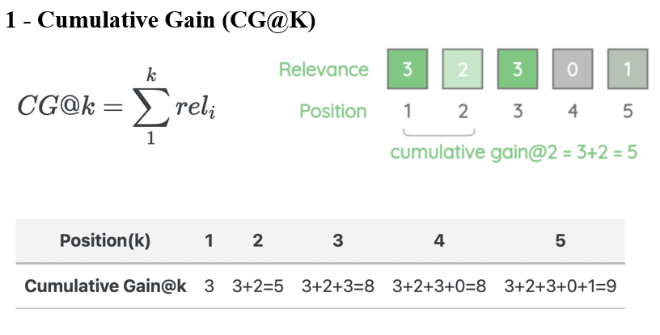 1 - Cumulative Gain (CG@K)
CG@k = k ∑ 1 rel_i
Relevance 3 2 3 0 1
Position 1 2 3 4 5
cumulative gain@2 = 3+2 = 5
Position(k) 1 2 3 4 5
Cumulative Gain@k 3 3+2=5 3+2+3=8 3+2+3+0=8 3+2+3+0+1=9